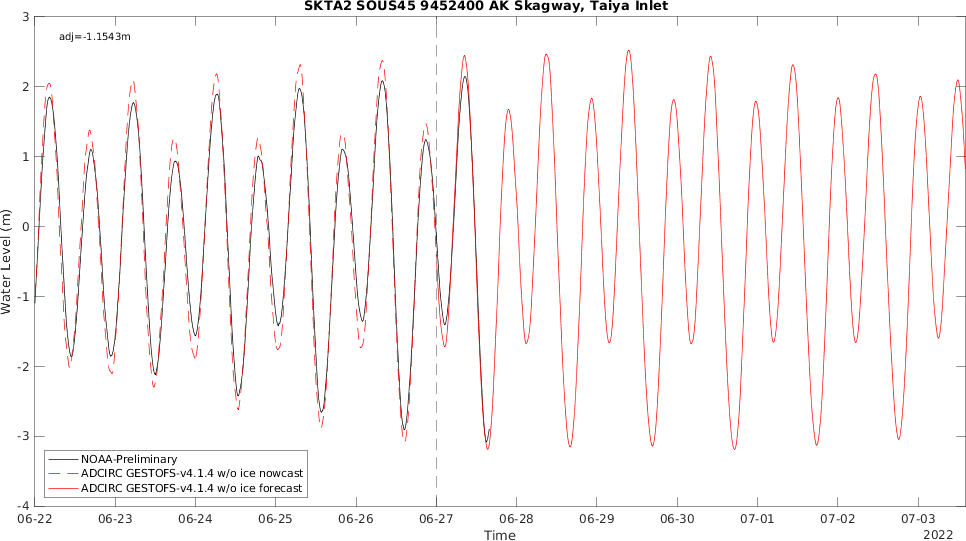 SKTA2 SOUS45 9452400 AK Skagway, Taiya Inlet
adj=-1.1543m
3
2
1
0
-1
-2
-3
-4
Water Level (m)
NOAA-Preliminary
ADCIRC GESTOFS-v4.1.4 w/o ice nowcast
ADCIRC GESTOFS-v4.1.4 w/o ice forecast
06-22 06-23 06-24 06-25 06-26 06-27 06-28 06-29 06-30 07-01 07-02 07-03
Time
2022